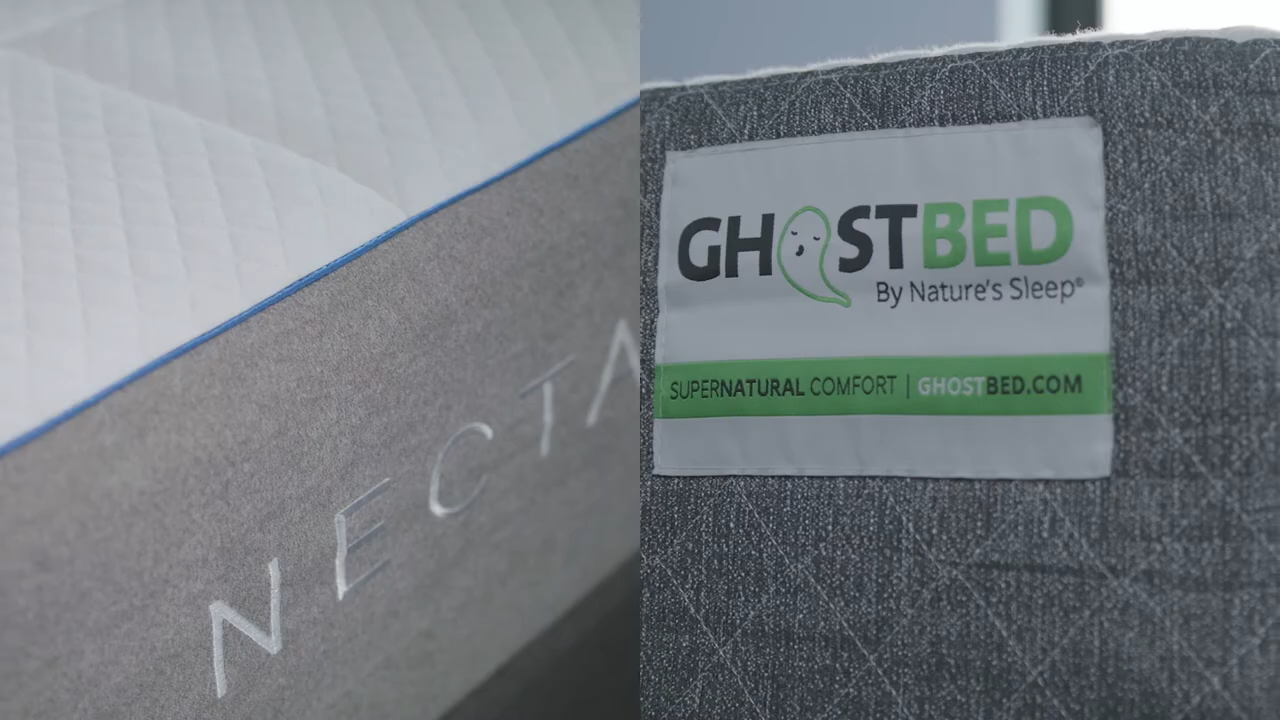 NECTA
GHOSTBED
By Nature's Sleep®
SUPERNATURAL COMFORT | GHOSTBED.COM